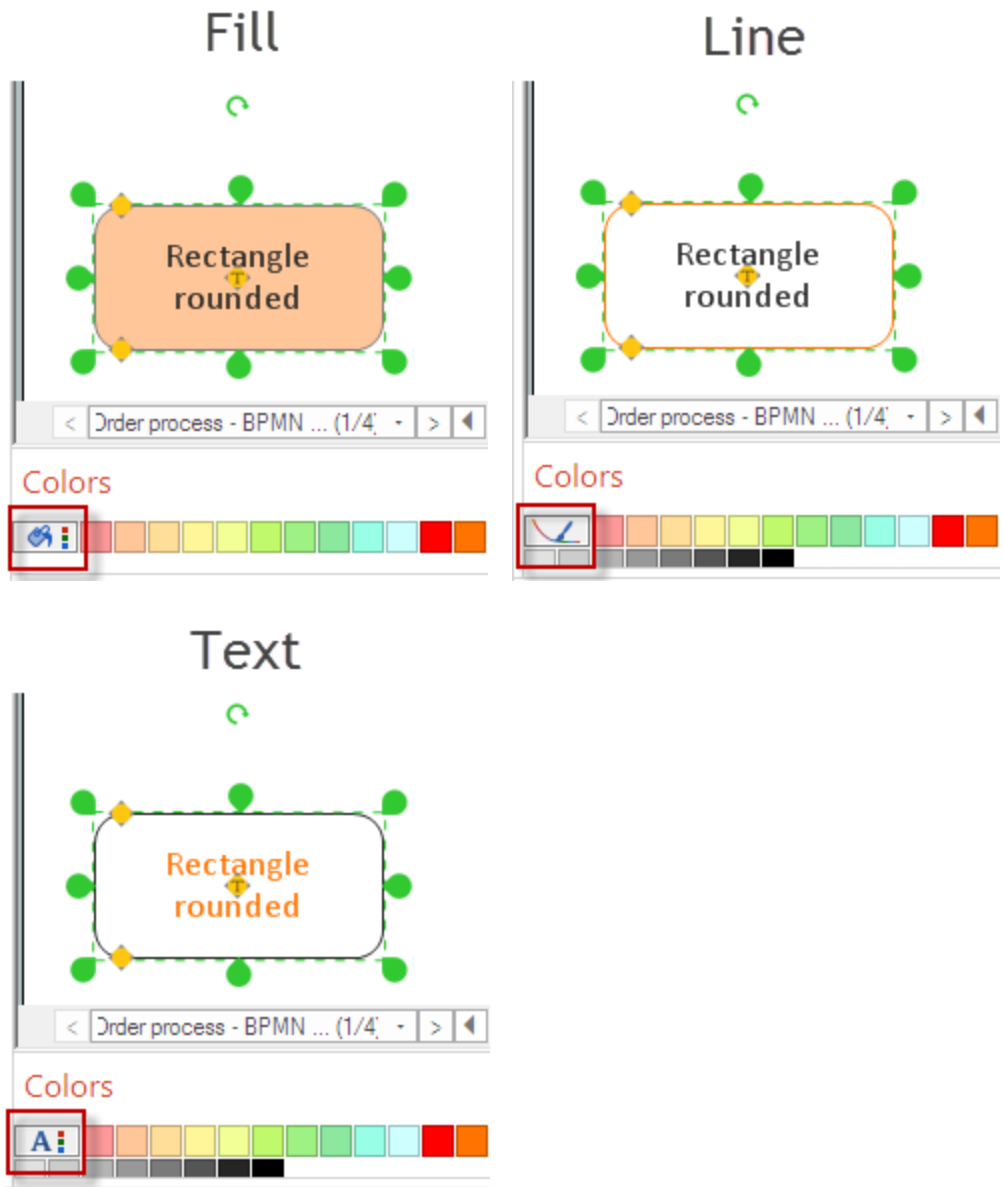 Fill
Rectangle
rounded
< Order process - BPMN ... (1/4) >
Colors
Line
Rectangle
rounded
< Order process - BPMN ... (1/4) >
Colors
Text
Rectangle
rounded
< Order process - BPMN ... (1/4) >
Colors
A